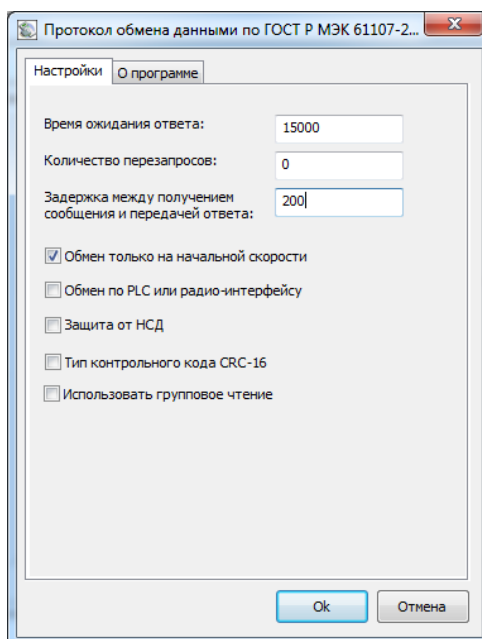 Протокол обмена данными по ГОСТ Р МЭК 61107-2...
Настройки О программе
Время ожидания ответа: 15000
Количество перезапросов: 0
Задержка между получением
сообщения и передачей ответа: 200
Обмен только на начальной скорости
Обмен по PLC или радио-интерфейсу
Защита от НСД
Тип контрольного кода CRC-16
Использовать групповое чтение
Ok Отмена